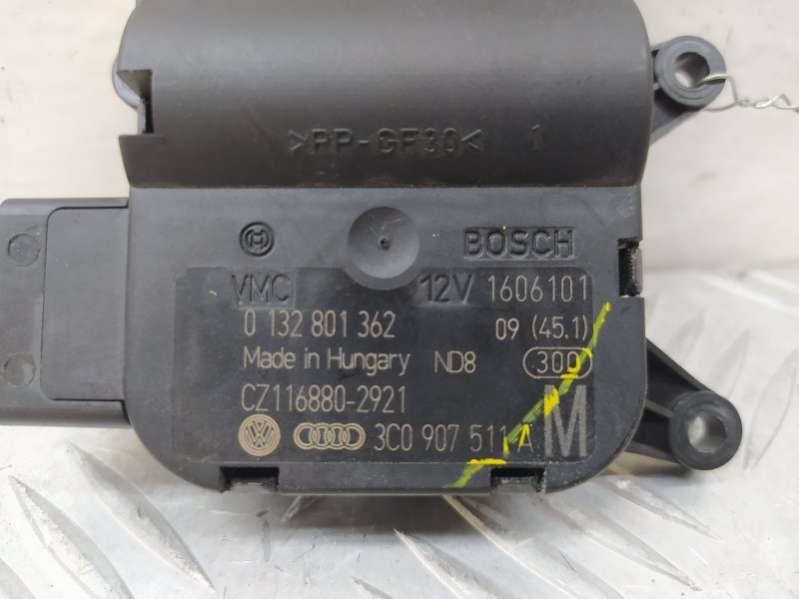 >PP-GF30< 1
BOSCH
VMC 12V 1606101
0 132 801 362 09 (45.1)
Made in Hungary ND8 300
CZ116880-2921
3C0 907 511 A M